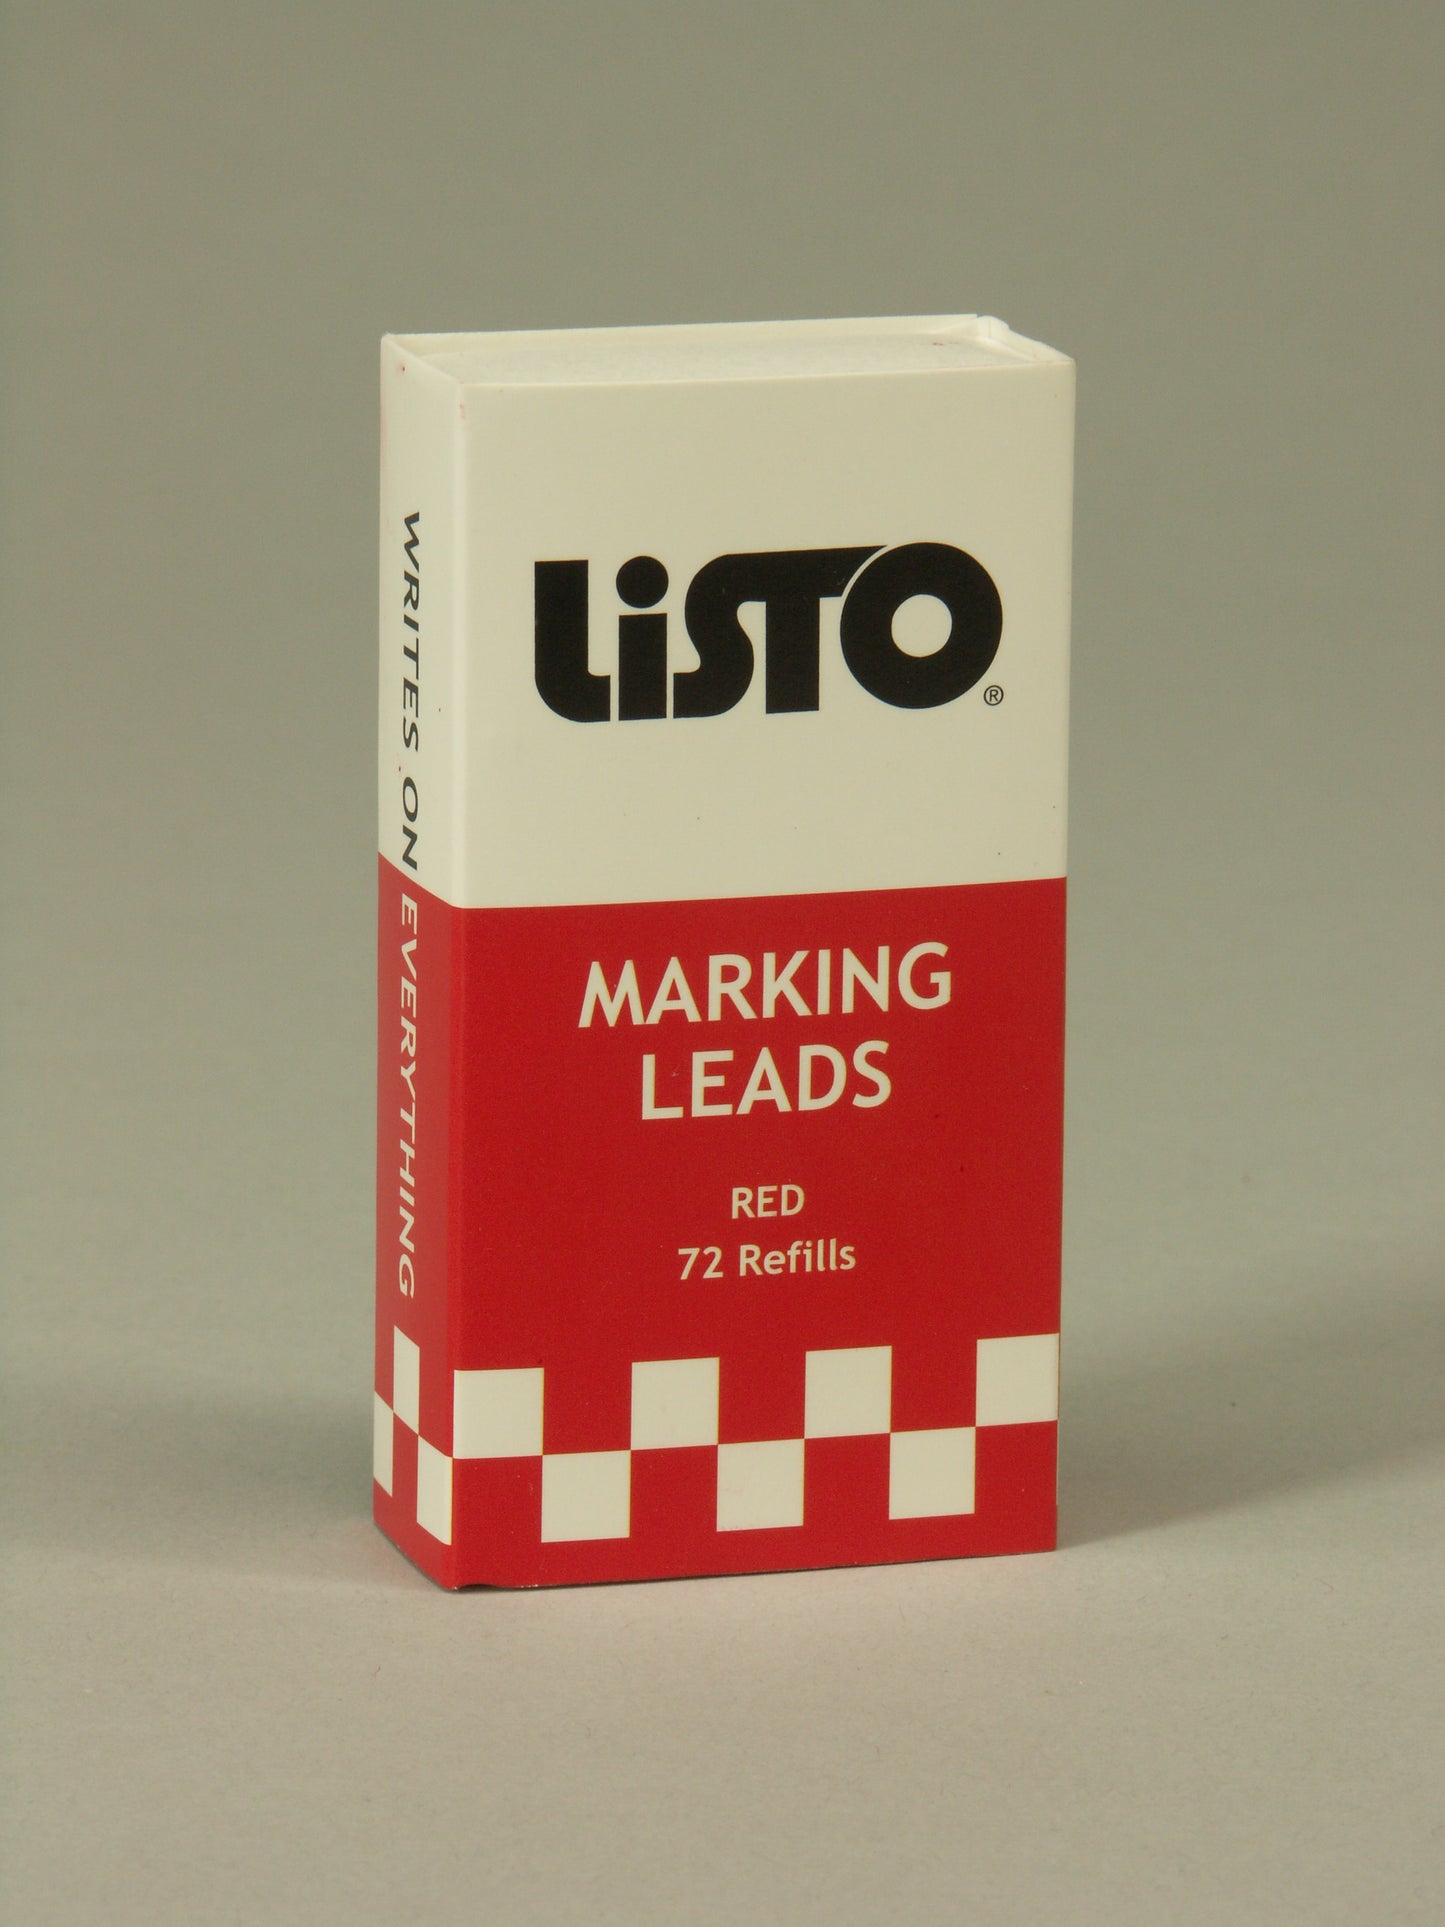 LiSTO®
MARKING
LEADS
RED
72 Refills
WRITES ON EVERYTHING